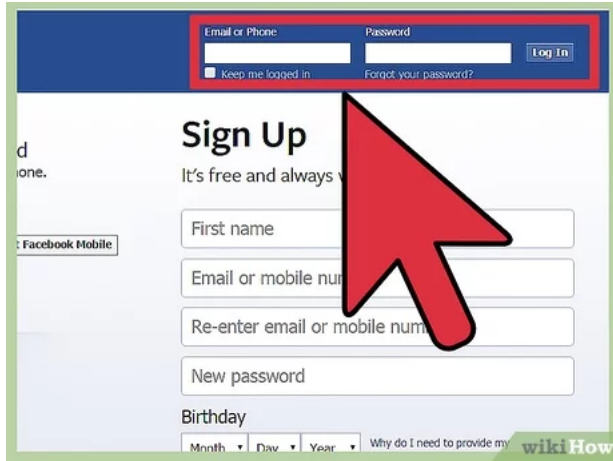 Email or Phone Password
Log In
Keep me logged in Forgot your password?
d
one.
Sign Up
It's free and always
t Facebook Mobile
First name
Email or mobile num
Re-enter email or mobile num
New password
Birthday
Month Day Year Why do I need to provide my
wikiHow